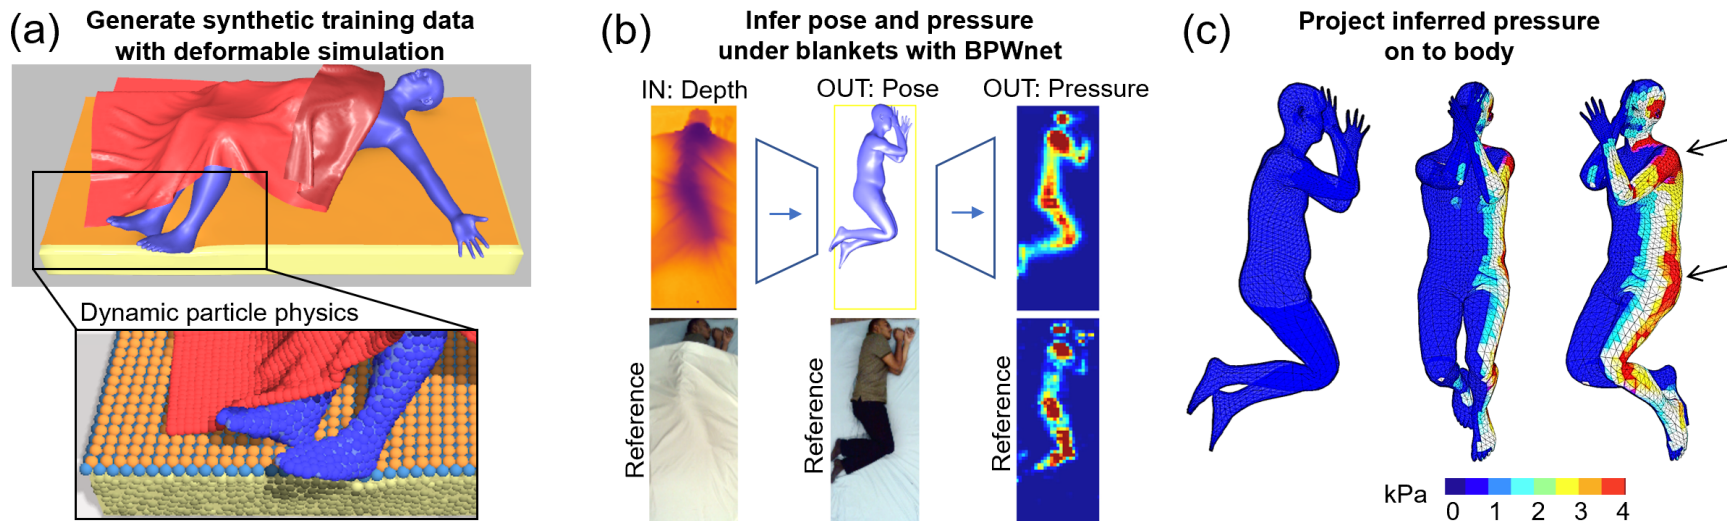 (a)
Generate synthetic training data
with deformable simulation
Dynamic particle physics
(b)
Infer pose and pressure
under blankets with BPWnet
IN: Depth
OUT: Pose
OUT: Pressure
Reference
Reference
Reference
(c)
Project inferred pressure
on to body
kPa
0 1 2 3 4